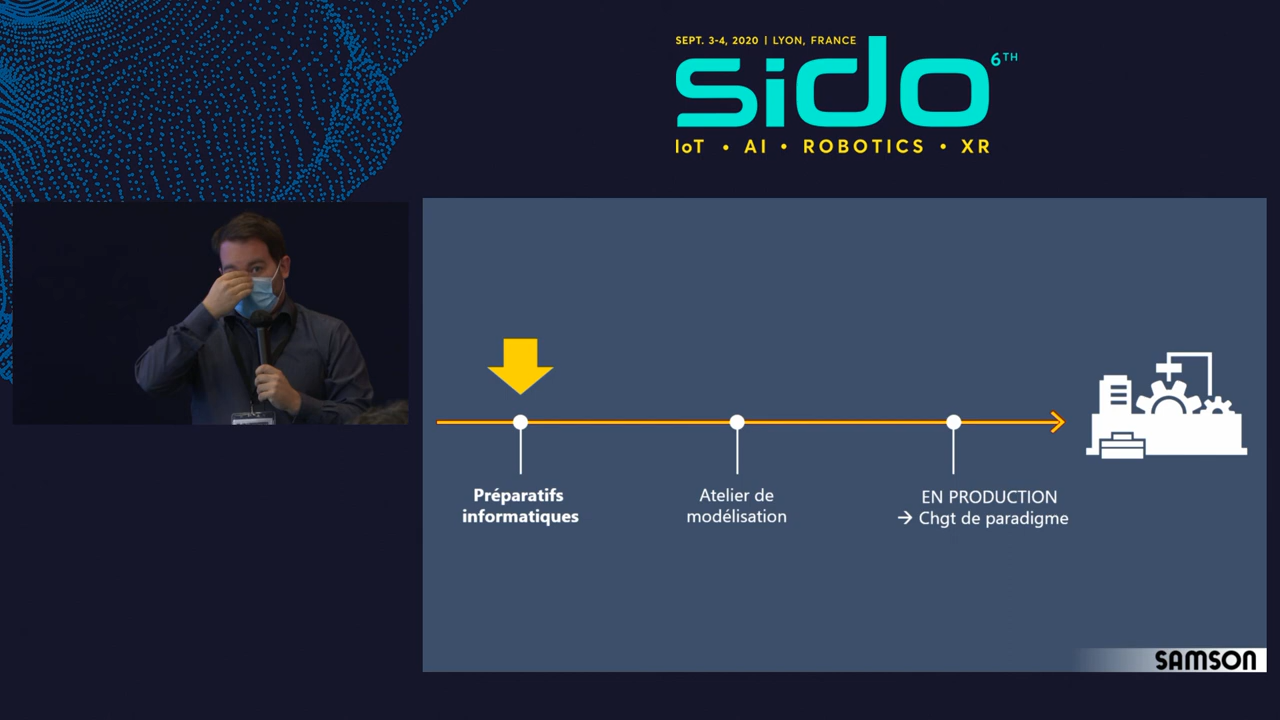 SEPT. 3-4, 2020 | LYON, FRANCE
sido 6TH
IoT • AI • ROBOTICS • XR
Préparatifs
informatiques
Atelier de
modélisation
EN PRODUCTION
→ Chgt de paradigme
SAMSON